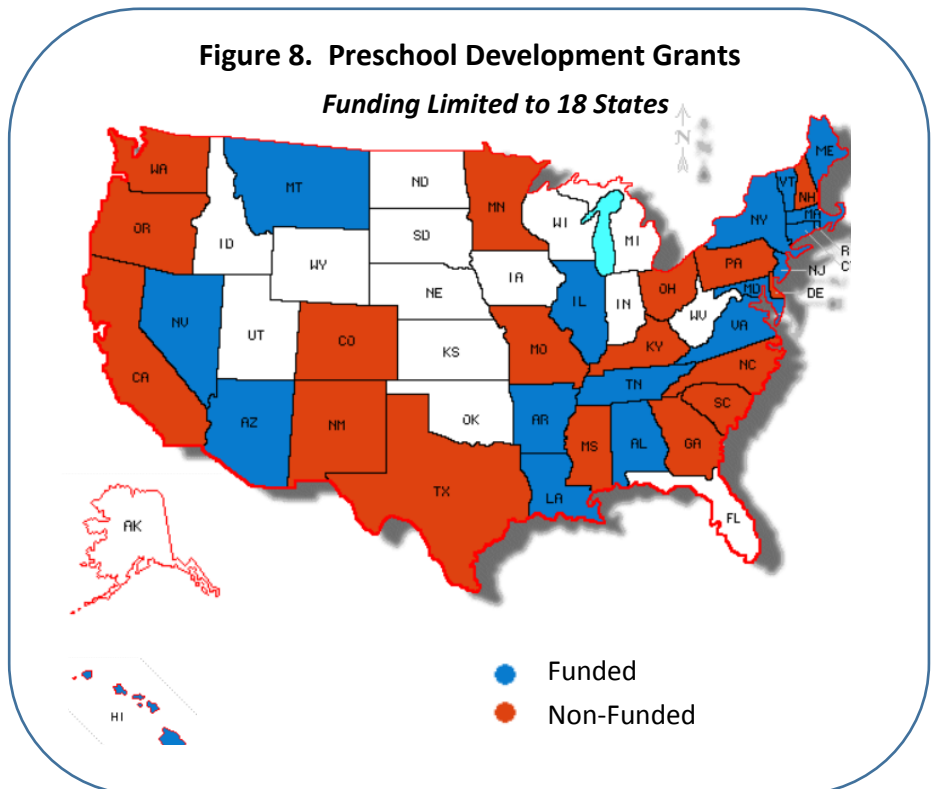 Figure 8. Preschool Development Grants
Funding Limited to 18 States
N
N
WA
MT
ND
MN
ME
VT
NH
OR
ID
SD
WI
MI
NY
MA
WY
IA
PA
R
C
NJ
NE
IL
IN
OH
MD
DE
NV
UT
CO
KS
MO
WV
VA
KY
CA
NC
TN
AZ
NM
OK
AR
SC
MS
AL
GA
TX
LA
FL
AK
HI
Funded
Non-Funded